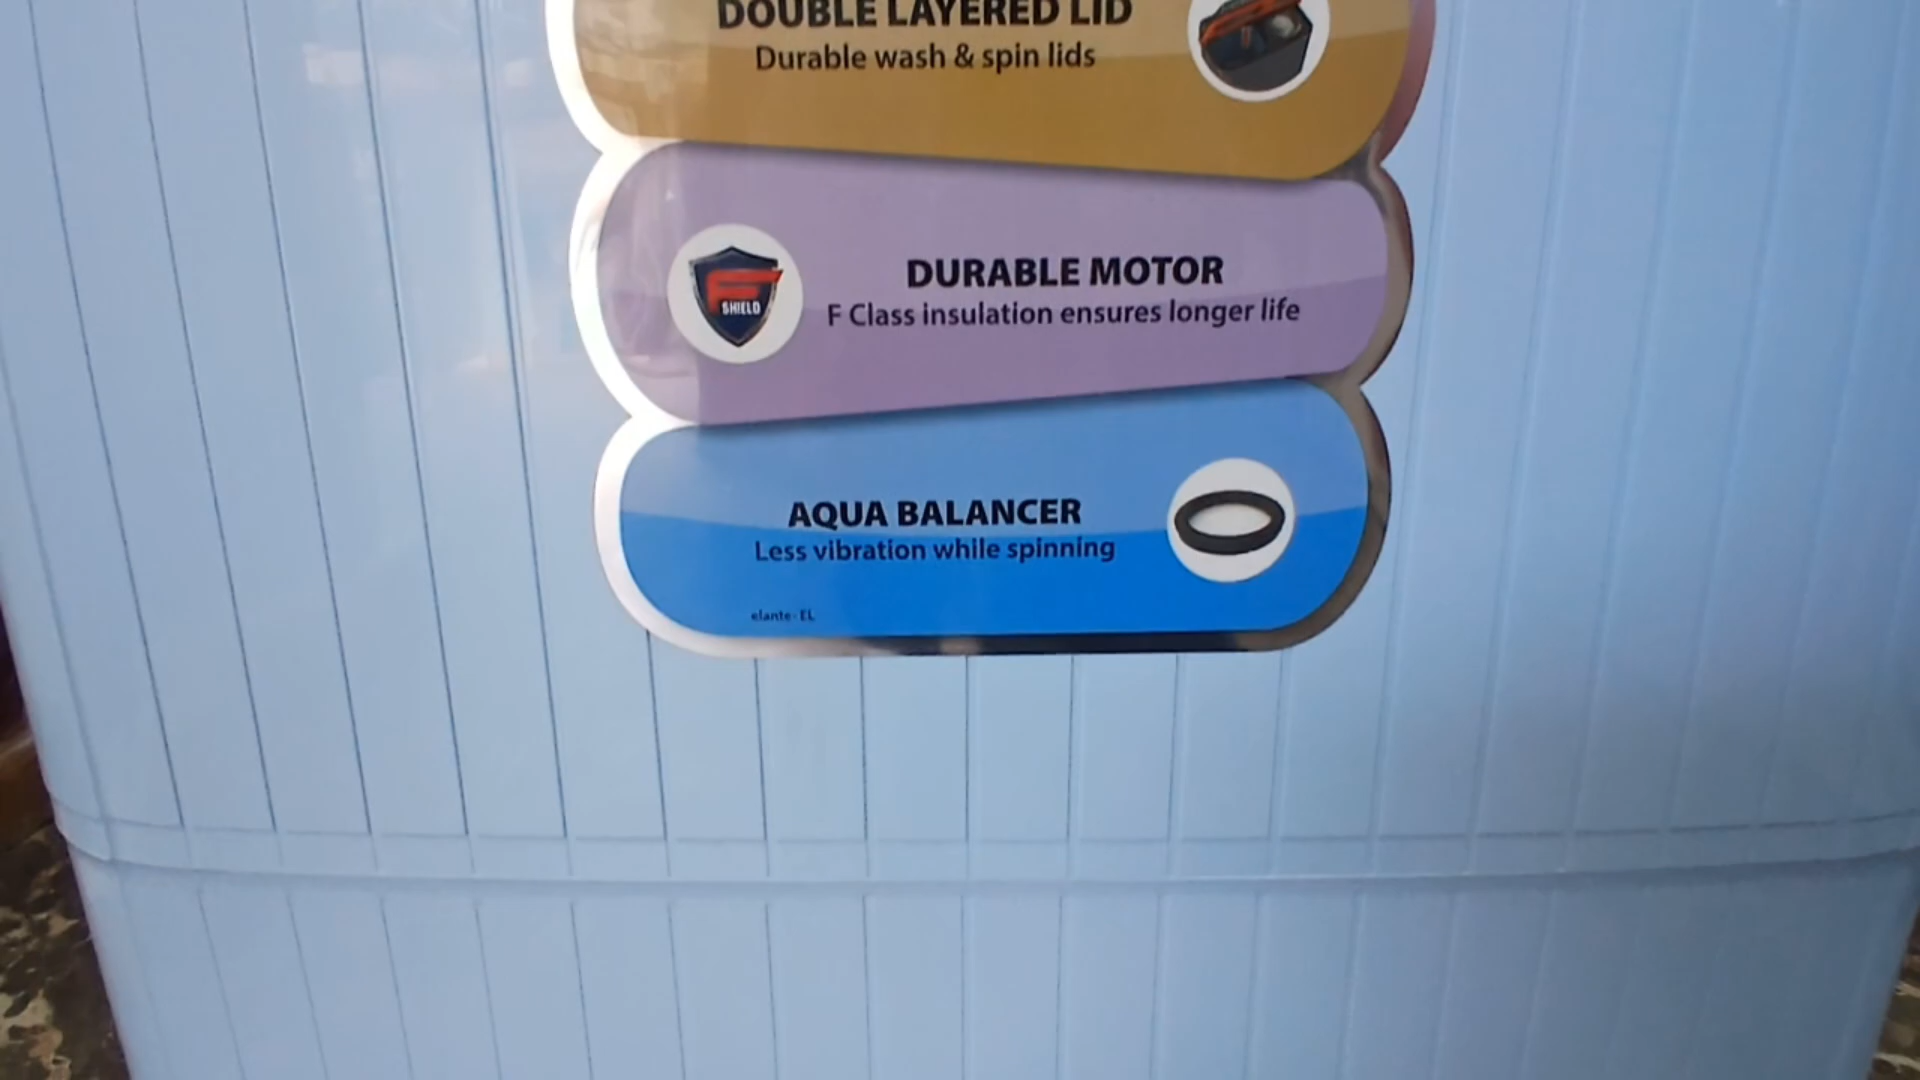 DOUBLE LAYERED LID
Durable wash & spin lids
F
SHIELD
DURABLE MOTOR
F Class insulation ensures longer life
AQUA BALANCER
Less vibration while spinning
elante- EL